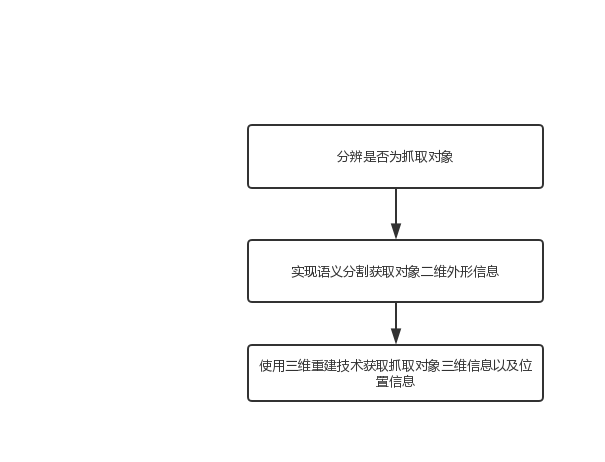 分辨是否为抓取对象
实现语义分割获取对象二维外形信息
使用三维重建技术获取抓取对象三维信息以及位
置信息